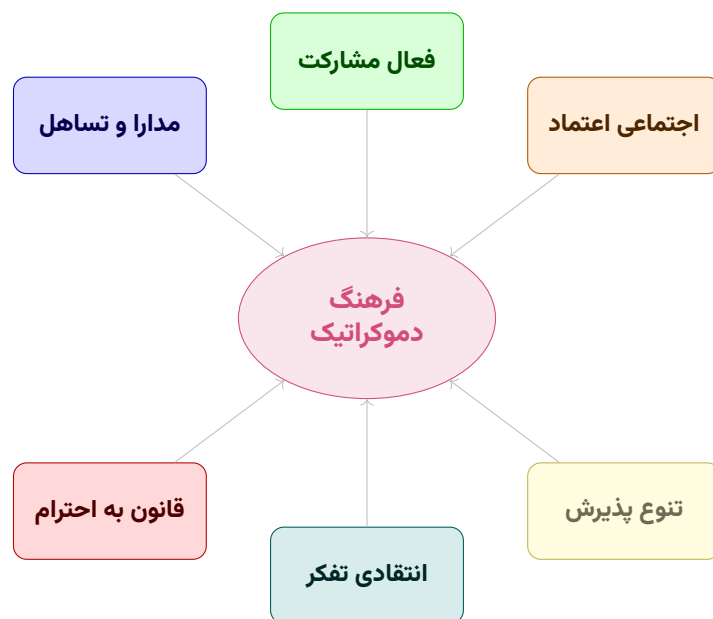 فعال مشارکت
اجتماعی اعتماد
مدارا و تساهل
فرهنگ
دموکراتیک
تنوع پذیرش
قانون به احترام
انتقادی تفکر